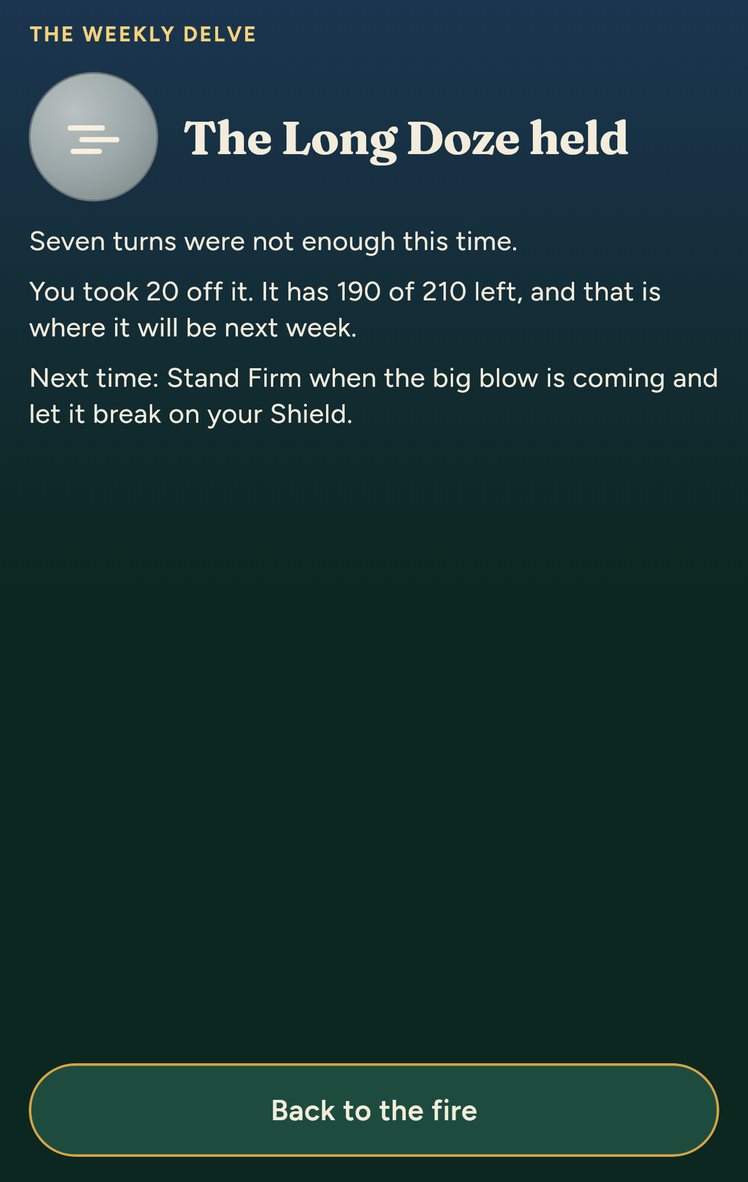 THE WEEKLY DELVE
The Long Doze held
Seven turns were not enough this time.
You took 20 off it. It has 190 of 210 left, and that is
where it will be next week.
Next time: Stand Firm when the big blow is coming and
let it break on your Shield.
Back to the fire